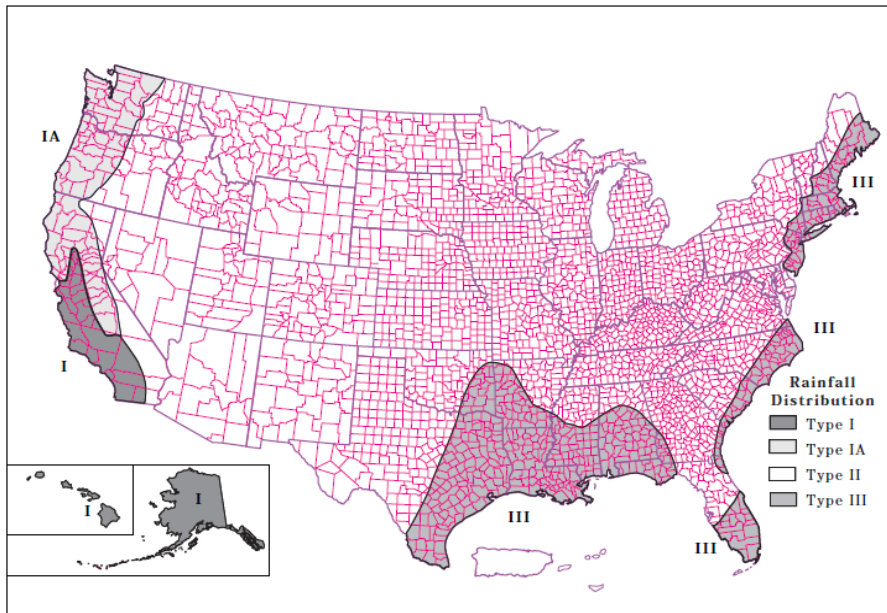 IA
III
III
I
Rainfall
Distribution
Type I
Type IA
Type II
Type III
I
I
III
III